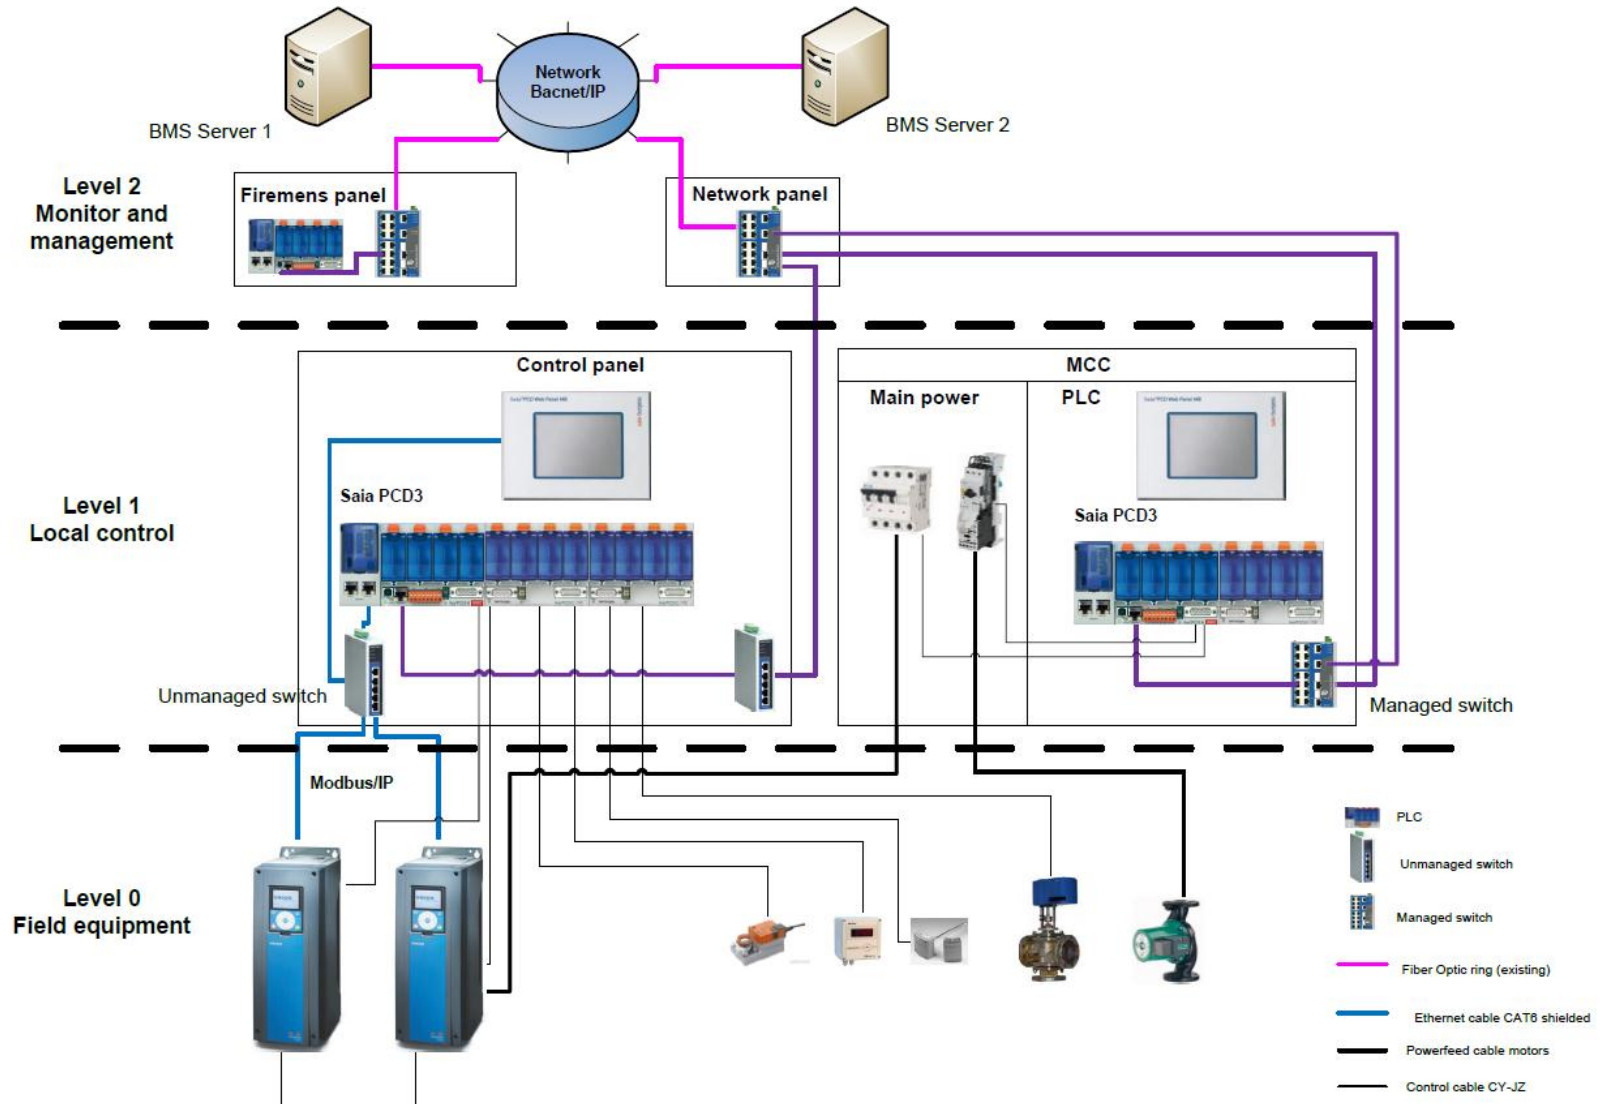 Network
Bacnet/IP
BMS Server 1
BMS Server 2
Level 2
Monitor and
management
Firemens panel
Network panel
Control panel
MCC
Main power
PLC
Level 1
Local control
Saia PCD3
Saia PCD3
Unmanaged switch
Managed switch
Modbus/IP
Level 0
Field equipment
PLC
Unmanaged switch
Managed switch
Fiber Optic ring (existing)
Ethernet cable CAT6 shielded
Powerfeed cable motors
Control cable CY-JZ